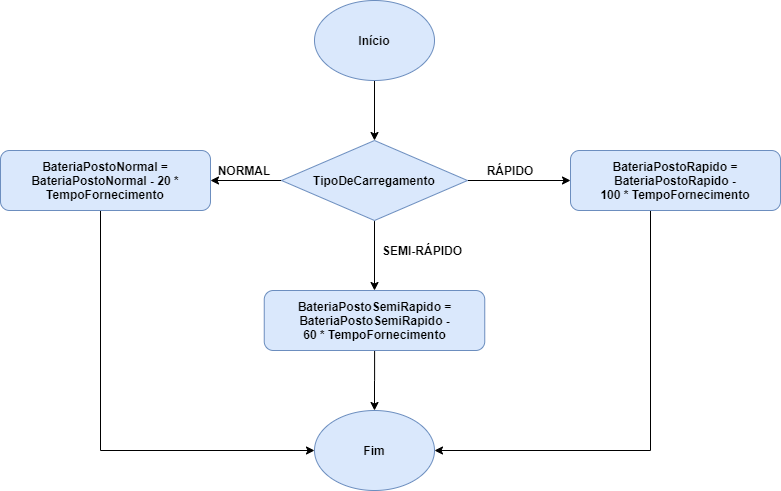 Início
BateriaPostoNormal =
BateriaPostoNormal - 20 *
TempoFornecimento
NORMAL
TipoDeCarregamento
RÁPIDO
BateriaPostoRapido =
BateriaPostoRapido -
100 * TempoFornecimento
SEMI-RÁPIDO
BateriaPostoSemiRapido =
BateriaPostoSemiRapido -
60 * TempoFornecimento
Fim